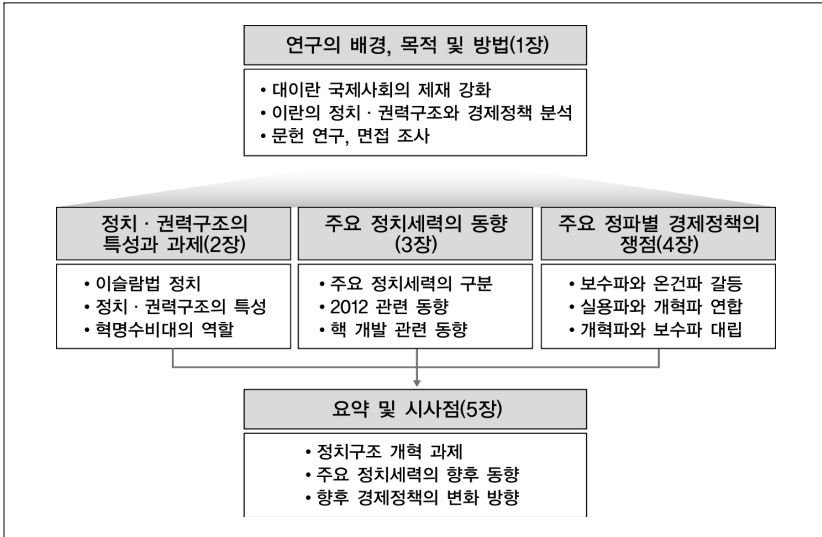 연구의 배경, 목적 및 방법(1장)
• 대이란 국제사회의 제재 강화
• 이란의 정치 · 권력구조와 경제정책 분석
• 문헌 연구, 면접 조사
정치 · 권력구조의
특성과 과제(2장)
• 이슬람법 정치
• 정치 · 권력구조의 특성
• 혁명수비대의 역할
주요 정치세력의 동향
(3장)
• 주요 정치세력의 구분
• 2012 관련 동향
• 핵 개발 관련 동향
주요 정파별 경제정책의
쟁점(4장)
• 보수파와 온건파 갈등
• 실용파와 개혁파 연합
• 개혁파와 보수파 대립
요약 및 시사점(5장)
• 정치구조 개혁 과제
• 주요 정치세력의 향후 동향
• 향후 경제정책의 변화 방향